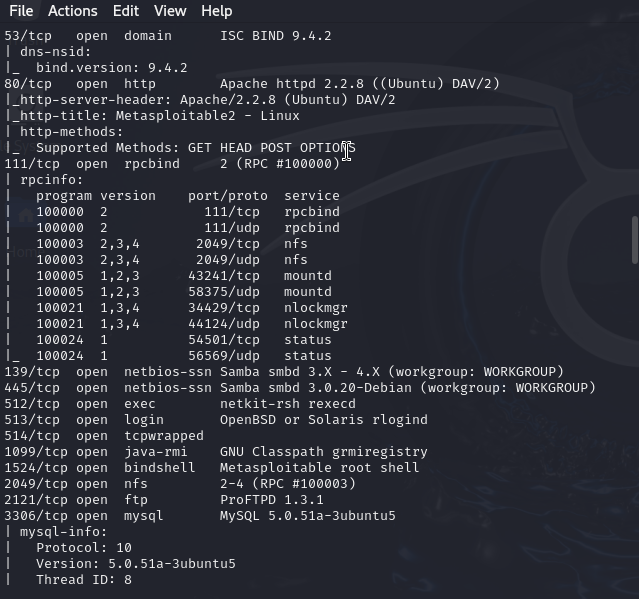 File Actions Edit View Help
53/tcp open domain ISC BIND 9.4.2
| dns-nsid:
|_ bind.version: 9.4.2
80/tcp open http Apache httpd 2.2.8 ((Ubuntu) DAV/2)
|_http-server-header: Apache/2.2.8 (Ubuntu) DAV/2
|_http-title: Metasploitable2 - Linux
| http-methods:
|_ Supported Methods: GET HEAD POST OPTIONS
111/tcp open rpcbind 2 (RPC #100000)
| rpcinfo:
| program version port/proto service
| 100000 2 111/tcp rpcbind
| 100000 2 111/udp rpcbind
| 100003 2,3,4 2049/tcp nfs
| 100003 2,3,4 2049/udp nfs
| 100005 1,2,3 43241/tcp mountd
| 100005 1,2,3 58375/udp mountd
| 100021 1,3,4 34429/tcp nlockmgr
| 100021 1,3,4 44124/udp nlockmgr
| 100024 1 54501/tcp status
|_ 100024 1 56569/udp status
139/tcp open netbios-ssn Samba smbd 3.X - 4.X (workgroup: WORKGROUP)
445/tcp open netbios-ssn Samba smbd 3.0.20-Debian (workgroup: WORKGROUP)
512/tcp open exec netkit-rsh rexecd
513/tcp open login OpenBSD or Solaris rlogind
514/tcp open tcpwrapped
1099/tcp open java-rmi GNU Classpath grmiregistry
1524/tcp open bindshell Metasploitable root shell
2049/tcp open nfs 2-4 (RPC #100003)
2121/tcp open ftp ProFTPD 1.3.1
3306/tcp open mysql MySQL 5.0.51a-3ubuntu5
| mysql-info:
| Protocol: 10
| Version: 5.0.51a-3ubuntu5
| Thread ID: 8